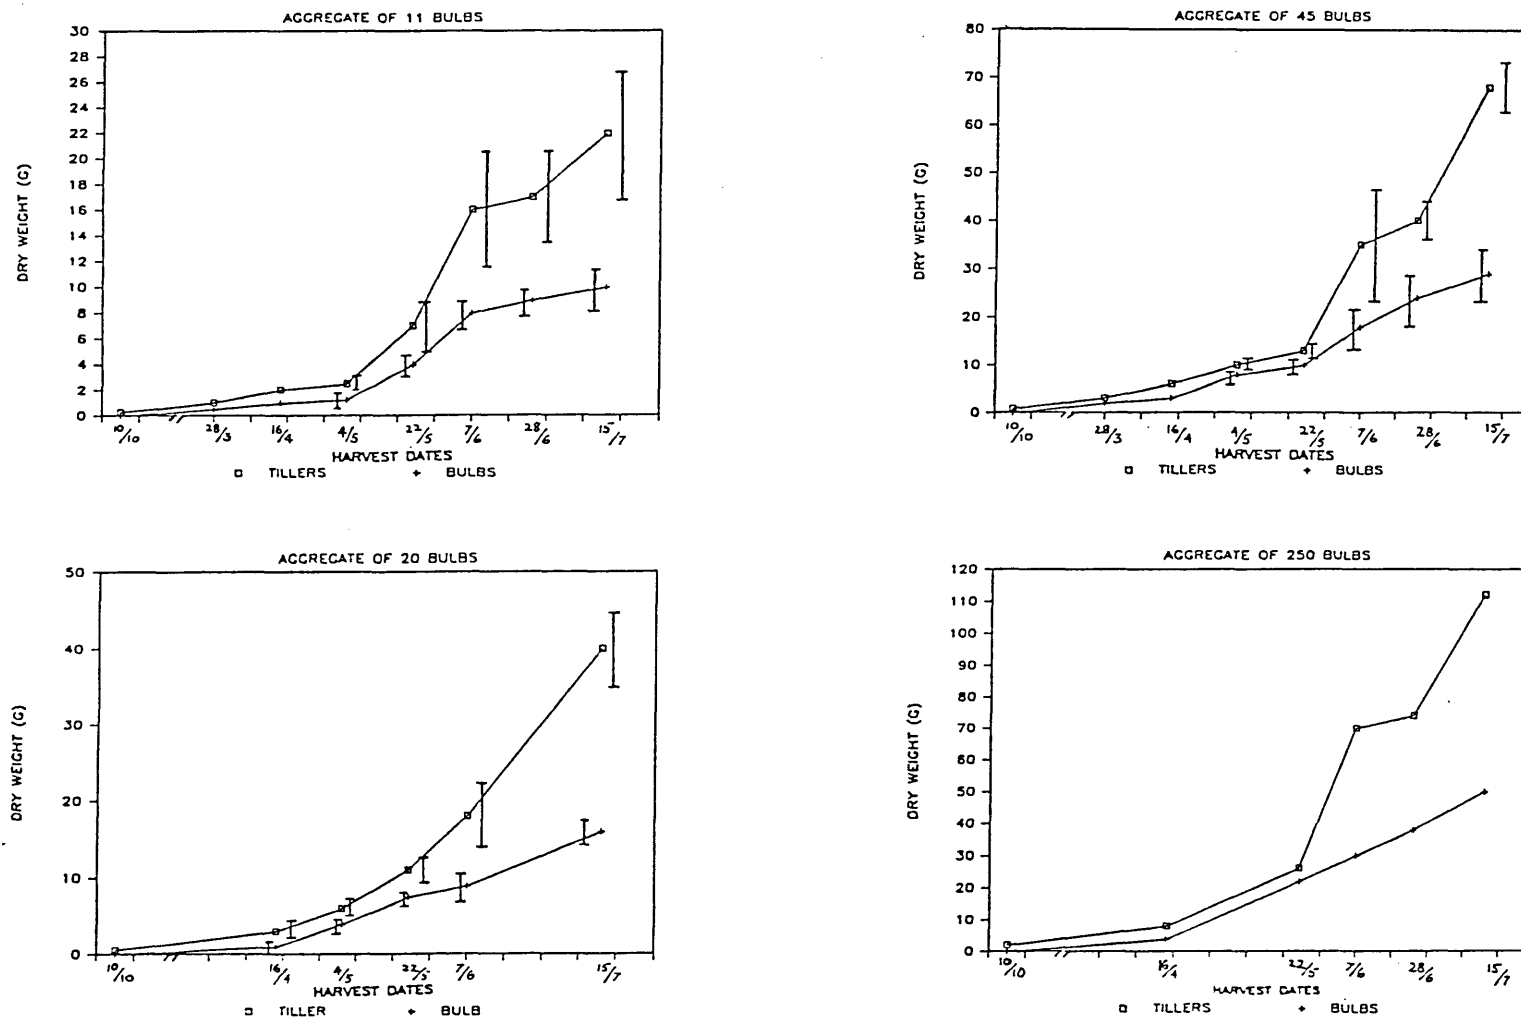 AGGREGATE OF 11 BULBS
30
28
26
24
22
20
18
16
14
12
10
8
6
4
2
0
DRY WEIGHT (G)
10/10 28/3 16/4 4/5 22/5 7/6 28/6 15/7
HARVEST DATES
TILLERS BULBS
AGGREGATE OF 45 BULBS
80
70
60
50
40
30
20
10
0
DRY WEIGHT (G)
10/10 28/3 16/4 4/5 22/5 7/6 28/6 15/7
HARVEST DATES
TILLERS BULBS
AGGREGATE OF 20 BULBS
50
40
30
20
10
0
DRY WEIGHT (G)
10/10 16/4 4/5 22/5 7/6 15/7
HARVEST DATES
TILLER BULB
AGGREGATE OF 250 BULBS
120
110
100
90
80
70
60
50
40
30
20
10
0
DRY WEIGHT (G)
10/10 16/4 22/5 7/6 28/6 15/7
HARVEST DATES
TILLERS BULBS